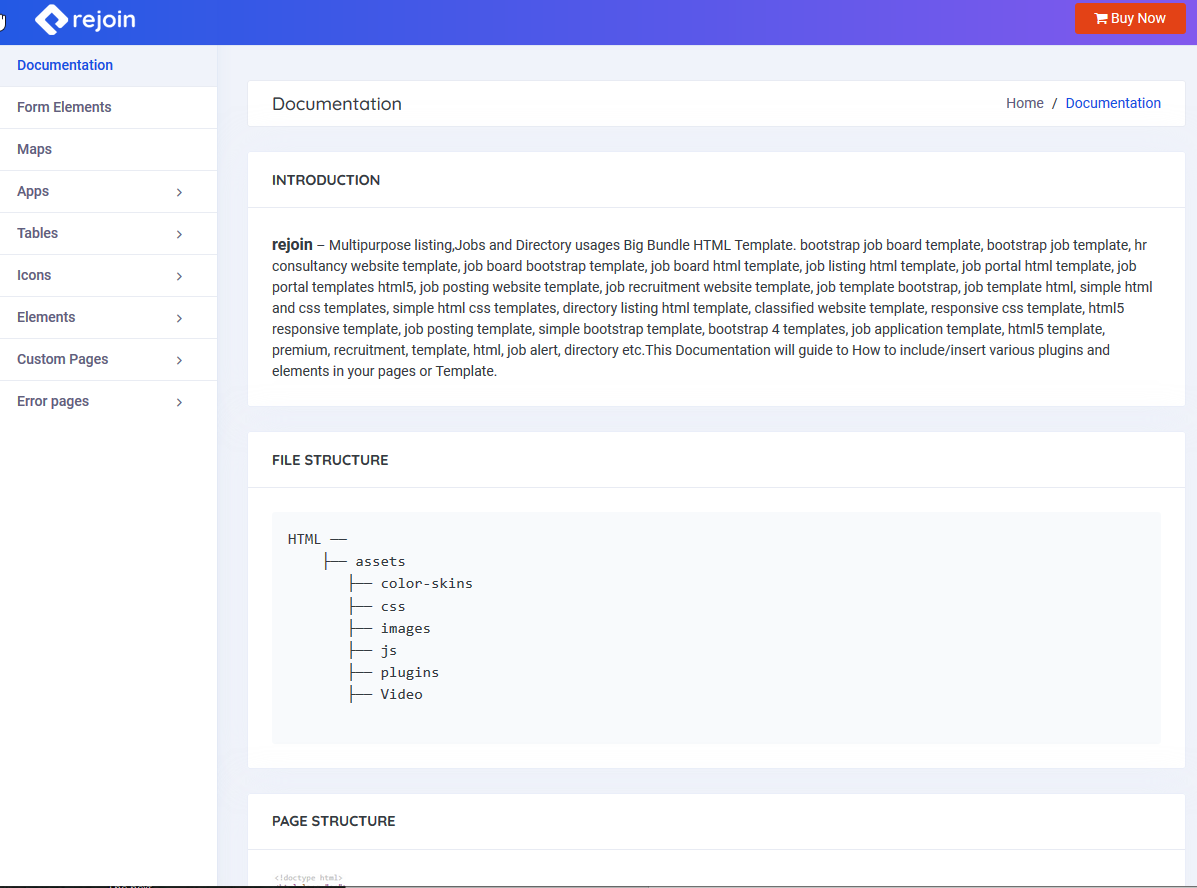 rejoin
Buy Now
Documentation
Form Elements
Maps
Apps
Tables
Icons
Elements
Custom Pages
Error pages
Documentation
Home / Documentation
INTRODUCTION
rejoin – Multipurpose listing,Jobs and Directory usages Big Bundle HTML Template. bootstrap job board template, bootstrap job template, hr
consultancy website template, job board bootstrap template, job board html template, job listing html template, job portal html template, job
portal templates html5, job posting website template, job recruitment website template, job template bootstrap, job template html, simple html
and css templates, simple html css templates, directory listing html template, classified website template, responsive css template, html5
responsive template, job posting template, simple bootstrap template, bootstrap 4 templates, job application template, html5 template,
premium, recruitment, template, html, job alert, directory etc.This Documentation will guide to How to include/insert various plugins and
elements in your pages or Template.
FILE STRUCTURE
HTML ──
├── assets
├── color-skins
├── css
├── images
├── js
├── plugins
├── Video
PAGE STRUCTURE
<!doctype html>